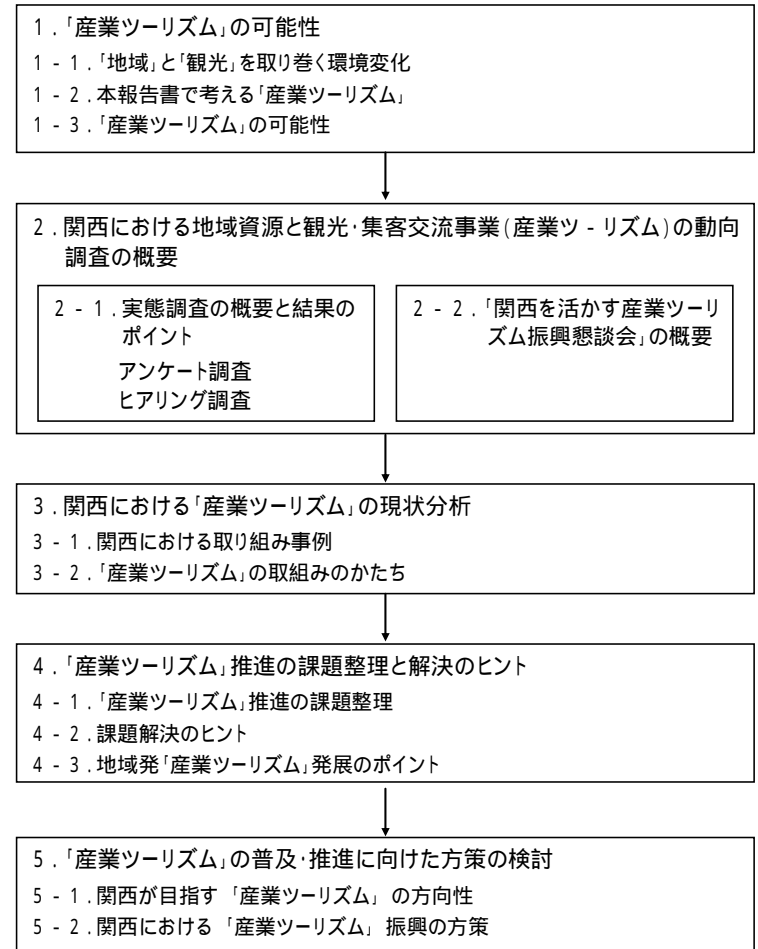 1．「産業ツーリズム」の可能性
1-1．「地域」と「観光」を取り巻く環境変化
1-2．本報告書で考える「産業ツーリズム」
1-3．「産業ツーリズム」の可能性
2．関西における地域資源と観光・集客交流事業(産業ツ-リズム)の動向
調査の概要
2-1．実態調査の概要と結果の
ポイント
アンケート調査
ヒアリング調査
2-2．「関西を活かす産業ツーリ
ズム振興懇談会」の概要
3．関西における「産業ツーリズム」の現状分析
3-1．関西における取り組み事例
3-2．「産業ツーリズム」の取組みのかたち
4．「産業ツーリズム」推進の課題整理と解決のヒント
4-1．「産業ツーリズム」推進の課題整理
4-2．課題解決のヒント
4-3．地域発「産業ツーリズム」発展のポイント
5．「産業ツーリズム」の普及・推進に向けた方策の検討
5-1．関西が目指す「産業ツーリズム」の方向性
5-2．関西における「産業ツーリズム」振興の方策